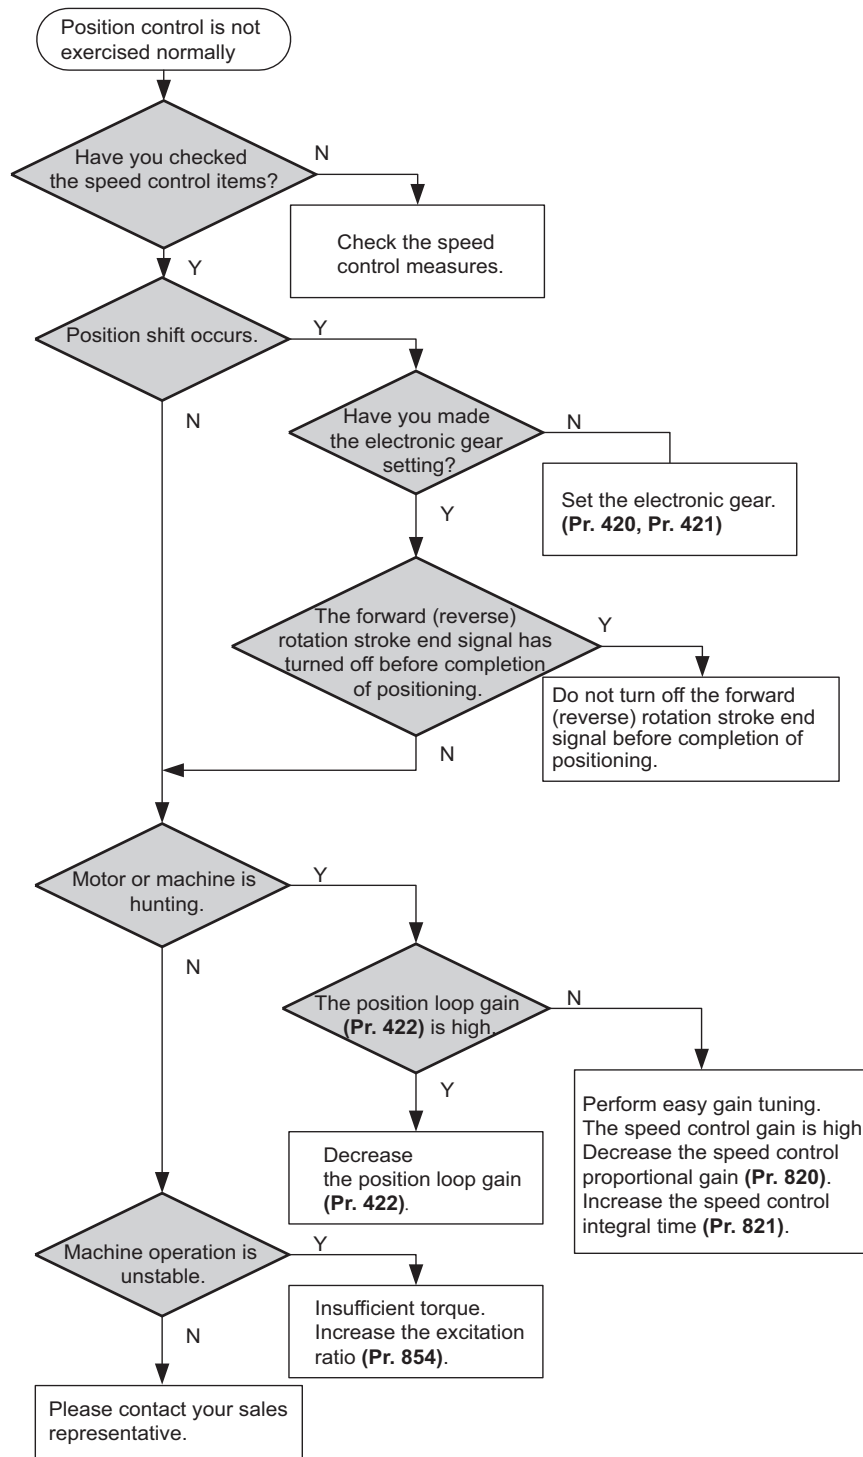 Position control is not
exercised normally
Have you checked
the speed control items?
N
Check the speed
control measures.
Y
Position shift occurs.
Y
N
Have you made
the electronic gear
setting?
N
Set the electronic gear.
(Pr. 420, Pr. 421)
Y
The forward (reverse)
rotation stroke end signal has
turned off before completion
of positioning.
Y
Do not turn off the forward
(reverse) rotation stroke end
signal before completion of
positioning.
N
Motor or machine is
hunting.
Y
N
The position loop gain
(Pr. 422) is high.
N
Y
Perform easy gain tuning.
The speed control gain is high
Decrease the speed control
proportional gain (Pr. 820).
Increase the speed control
integral time (Pr. 821).
Decrease
the position loop gain
(Pr. 422).
Machine operation is
unstable.
Y
Insufficient torque.
Increase the excitation
ratio (Pr. 854).
N
Please contact your sales
representative.